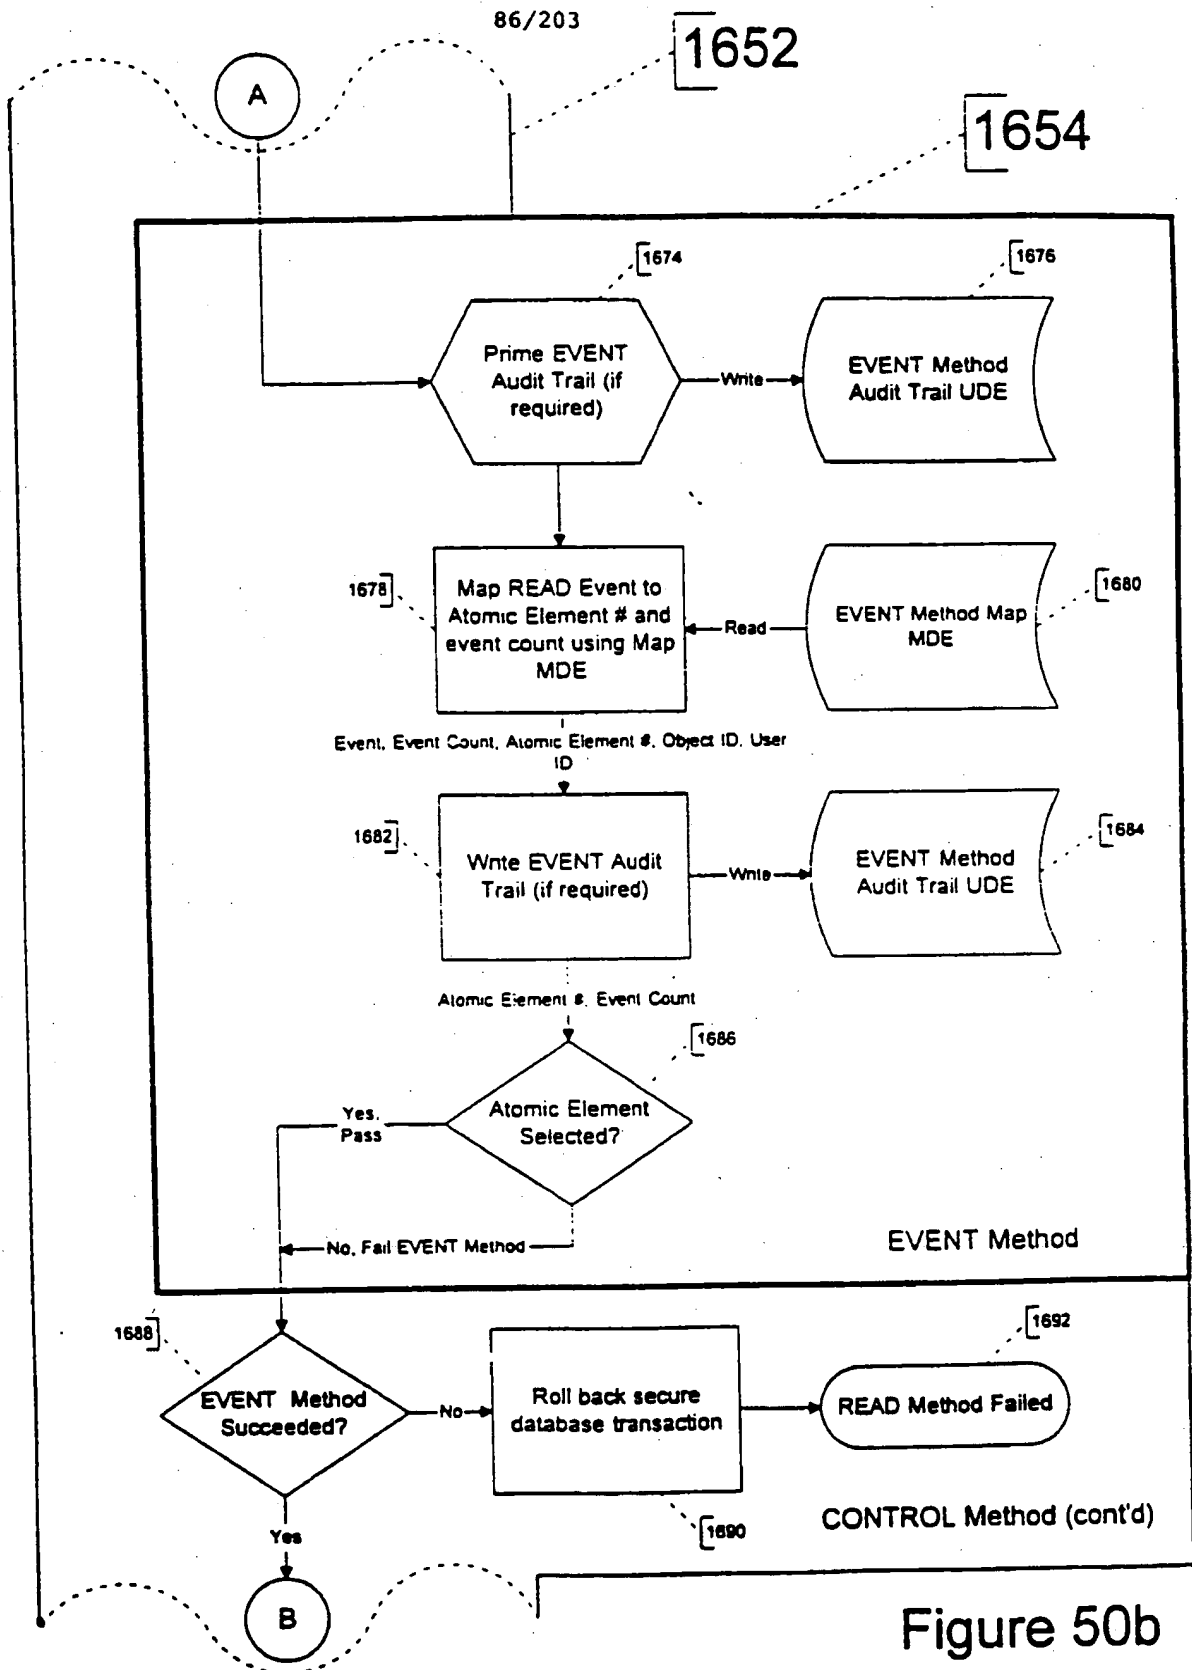 86/203
1652
A
1654
1674
1676
Prime EVENT
Audit Trail (if
required)
Write
EVENT Method
Audit Trail UDE
1678
Map READ Event to
Atomic Element # and
event count using Map
MDE
Read
EVENT Method Map
MDE
1680
Event, Event Count, Atomic Element #, Object ID, User
ID
1682
Write EVENT Audit
Trail (if required)
Write
EVENT Method
Audit Trail UDE
1684
Atomic Element #, Event Count
1686
Atomic Element
Selected?
Yes,
Pass
No, Fail EVENT Method
EVENT Method
1688
EVENT Method
Succeeded?
No
Roll back secure
database transaction
1690
1692
READ Method Failed
Yes
CONTROL Method (cont'd)
B
Figure 50b